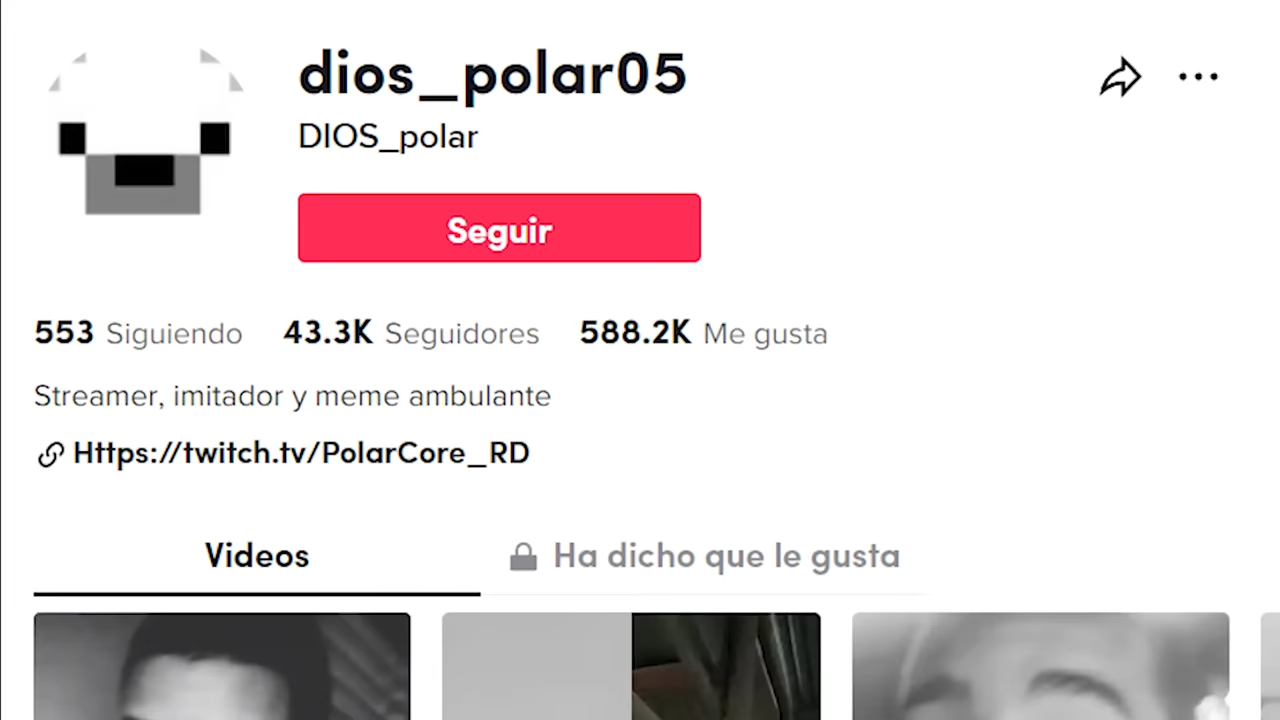 dios_polar05
DIOS_polar
Seguir
553 Siguiendo 43.3K Seguidores 588.2K Me gusta
Streamer, imitador y meme ambulante
Https://twitch.tv/PolarCore_RD
Videos Ha dicho que le gusta